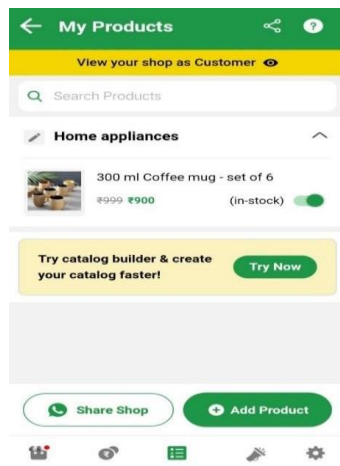 My Products
?
View your shop as Customer
Search Products
Home appliances
300 ml Coffee mug - set of 6
₹999 ₹900 (in-stock)
Try catalog builder & create
your catalog faster!
Try Now
Share Shop
Add Product